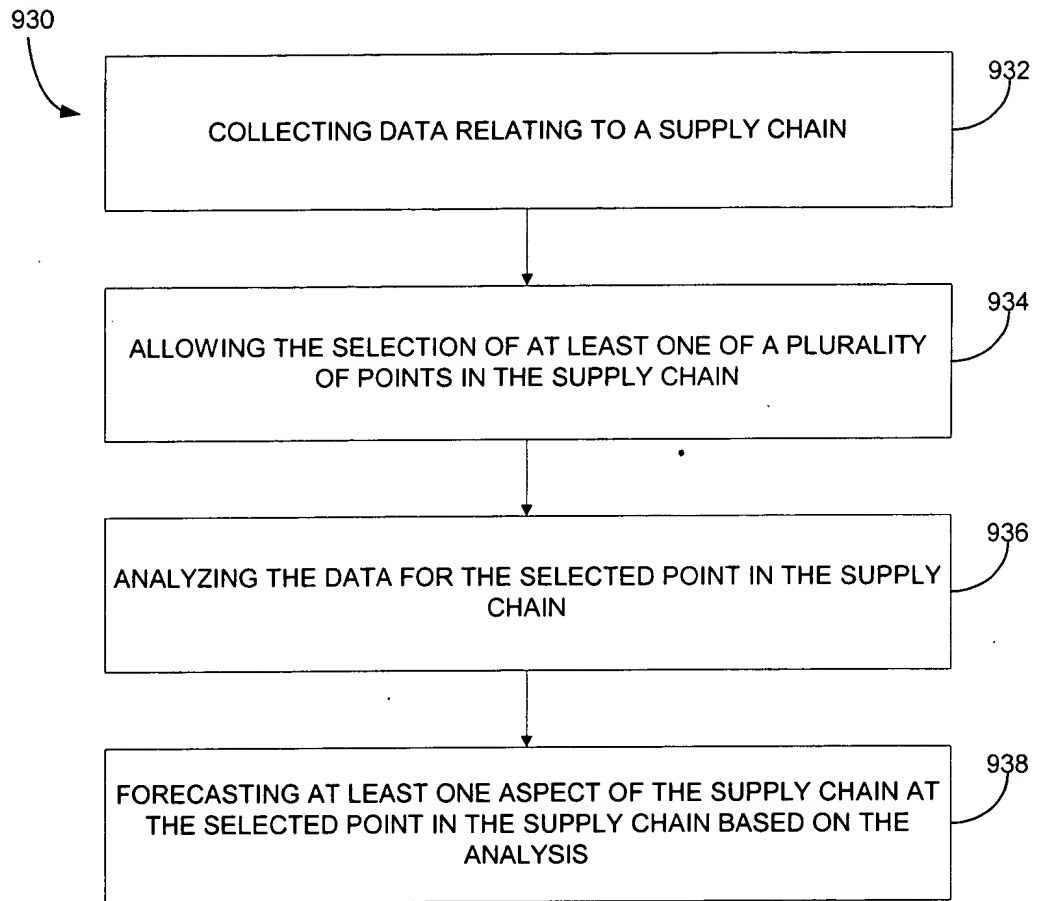 930
932
COLLECTING DATA RELATING TO A SUPPLY CHAIN
934
ALLOWING THE SELECTION OF AT LEAST ONE OF A PLURALITY
OF POINTS IN THE SUPPLY CHAIN
936
ANALYZING THE DATA FOR THE SELECTED POINT IN THE SUPPLY
CHAIN
938
FORECASTING AT LEAST ONE ASPECT OF THE SUPPLY CHAIN AT
THE SELECTED POINT IN THE SUPPLY CHAIN BASED ON THE
ANALYSIS